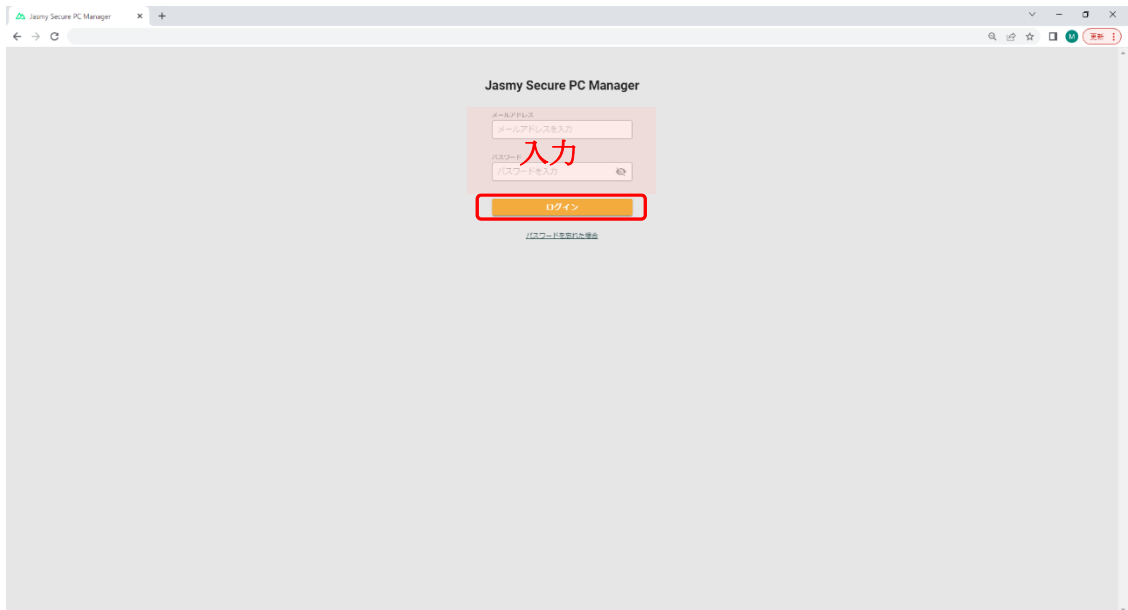 Jasmy Secure PC Manager
更新
Jasmy Secure PC Manager
メールアドレス
メールアドレスを入力
入力
パスワード
パスワードを入力
ログイン
パスワードを忘れた場合